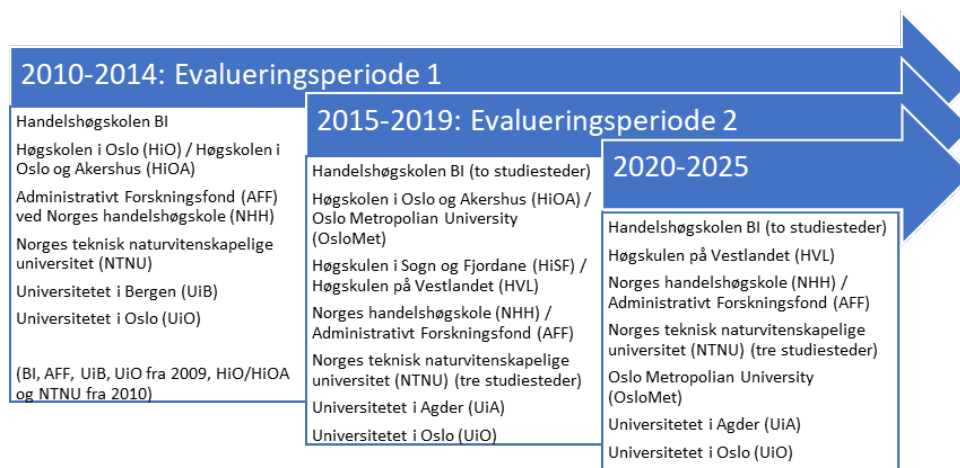 2010-2014: Evalueringsperiode 1
Handelshøgskolen BI
Høgskolen i Oslo (HiO) / Høgskolen i
Oslo og Akershus (HiOA)
Administrativt Forskningsfond (AFF)
ved Norges handelshøgskole (NHH)
Norges teknisk naturvitenskapelige
universitet (NTNU)
Universitetet i Bergen (UiB)
Universitetet i Oslo (UiO)
(BI, AFF, UiB, UiO fra 2009, HiO/HiOA
og NTNU fra 2010)
2015-2019: Evalueringsperiode 2
Handelshøgskolen BI (to studiesteder)
Høgskolen i Oslo og Akershus (HiOA) /
Oslo Metropolian University
(OsloMet)
Høgskulen i Sogn og Fjordane (HiSF) /
Høgskulen på Vestlandet (HVL)
Norges handelshøgskole (NHH) /
Administrativt Forskningsfond (AFF)
Norges teknisk naturvitenskapelige
universitet (NTNU) (tre studiesteder)
Universitetet i Agder (UiA)
Universitetet i Oslo (UiO)
2020-2025
Handelshøgskolen BI (to studiesteder)
Høgskulen på Vestlandet (HVL)
Norges handelshøgskole (NHH) /
Administrativt Forskningsfond (AFF)
Norges teknisk naturvitenskapelige
universitet (NTNU) (tre studiesteder)
Oslo Metropolian University
(OsloMet)
Universitetet i Agder (UiA)
Universitetet i Oslo (UiO)